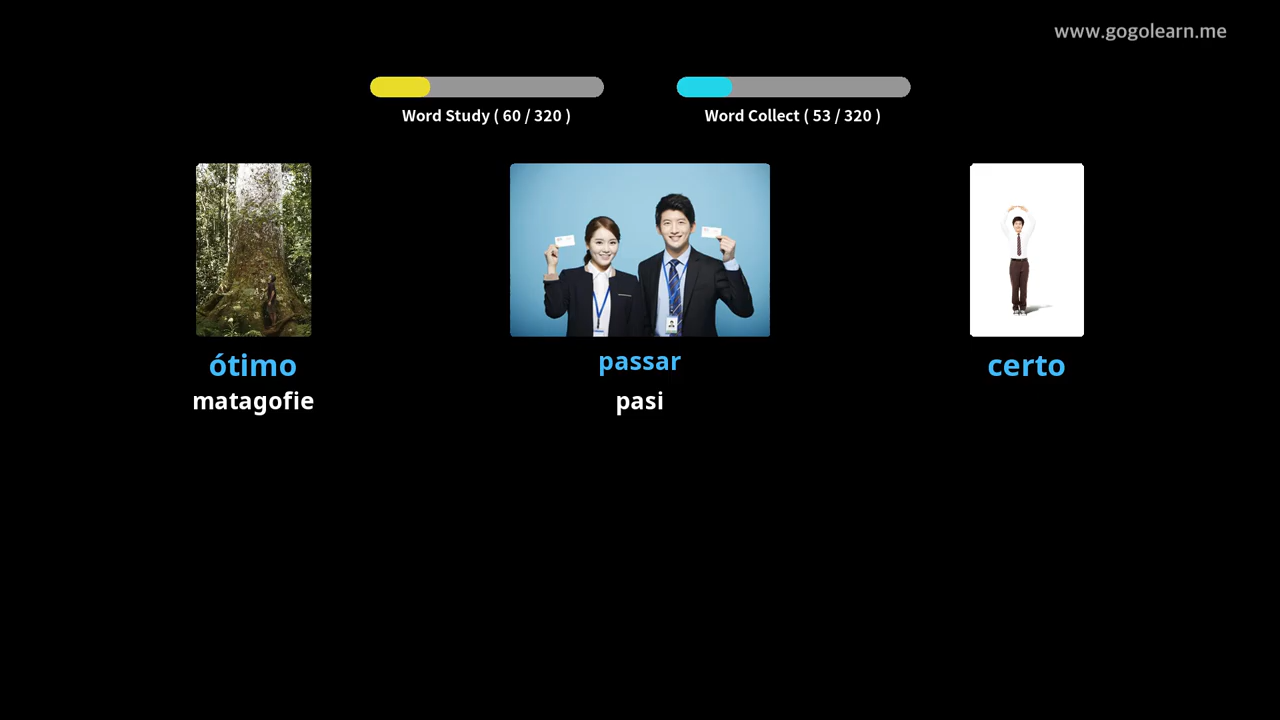 www.gogolearn.me
Word Study ( 60 / 320 )
Word Collect ( 53 / 320 )
ótimo
matagofie
passar
pasi
certo